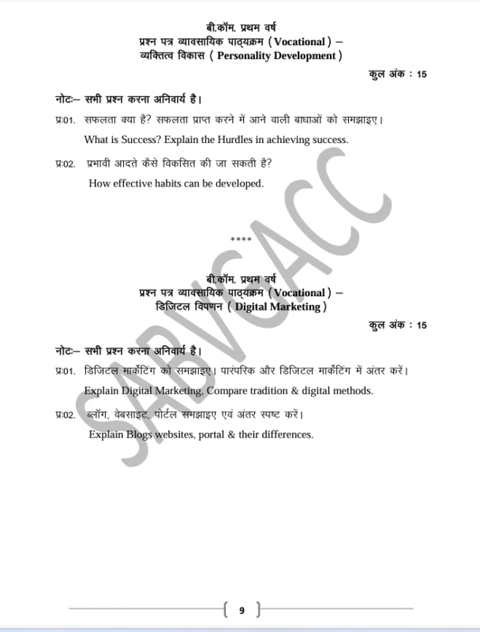 बी.कॉम. प्रथम वर्ष
प्रश्न पत्र व्यावसायिक पाठ्यक्रम ( Vocational ) –
व्यक्तित्व विकास ( Personality Development )
कुल अंक : 15
नोटः– सभी प्रश्न करना अनिवार्य है।
प्र:01. सफलता क्या है? सफलता प्राप्त करने में आने वाली बाधाओं को समझाइए।
What is Success? Explain the Hurdles in achieving success.
प्र:02. प्रभावी आदते कैसे विकसित की जा सकती है?
How effective habits can be developed.
****
बी.कॉम. प्रथम वर्ष
प्रश्न पत्र व्यावसायिक पाठ्यक्रम ( Vocational ) –
डिजिटल विपणन ( Digital Marketing )
कुल अंक : 15
नोटः– सभी प्रश्न करना अनिवार्य है।
प्र:01. डिजिटल मार्केटिंग को समझाइए। पारंपरिक और डिजिटल मार्केटिंग में अंतर करें।
Explain Digital Marketing. Compare tradition & digital methods.
प्र:02. ब्लॉग, वेबसाइट, पोर्टल समझाइए एवं अंतर स्पष्ट करें।
Explain Blogs websites, portal & their differences.
SABVGACC
9